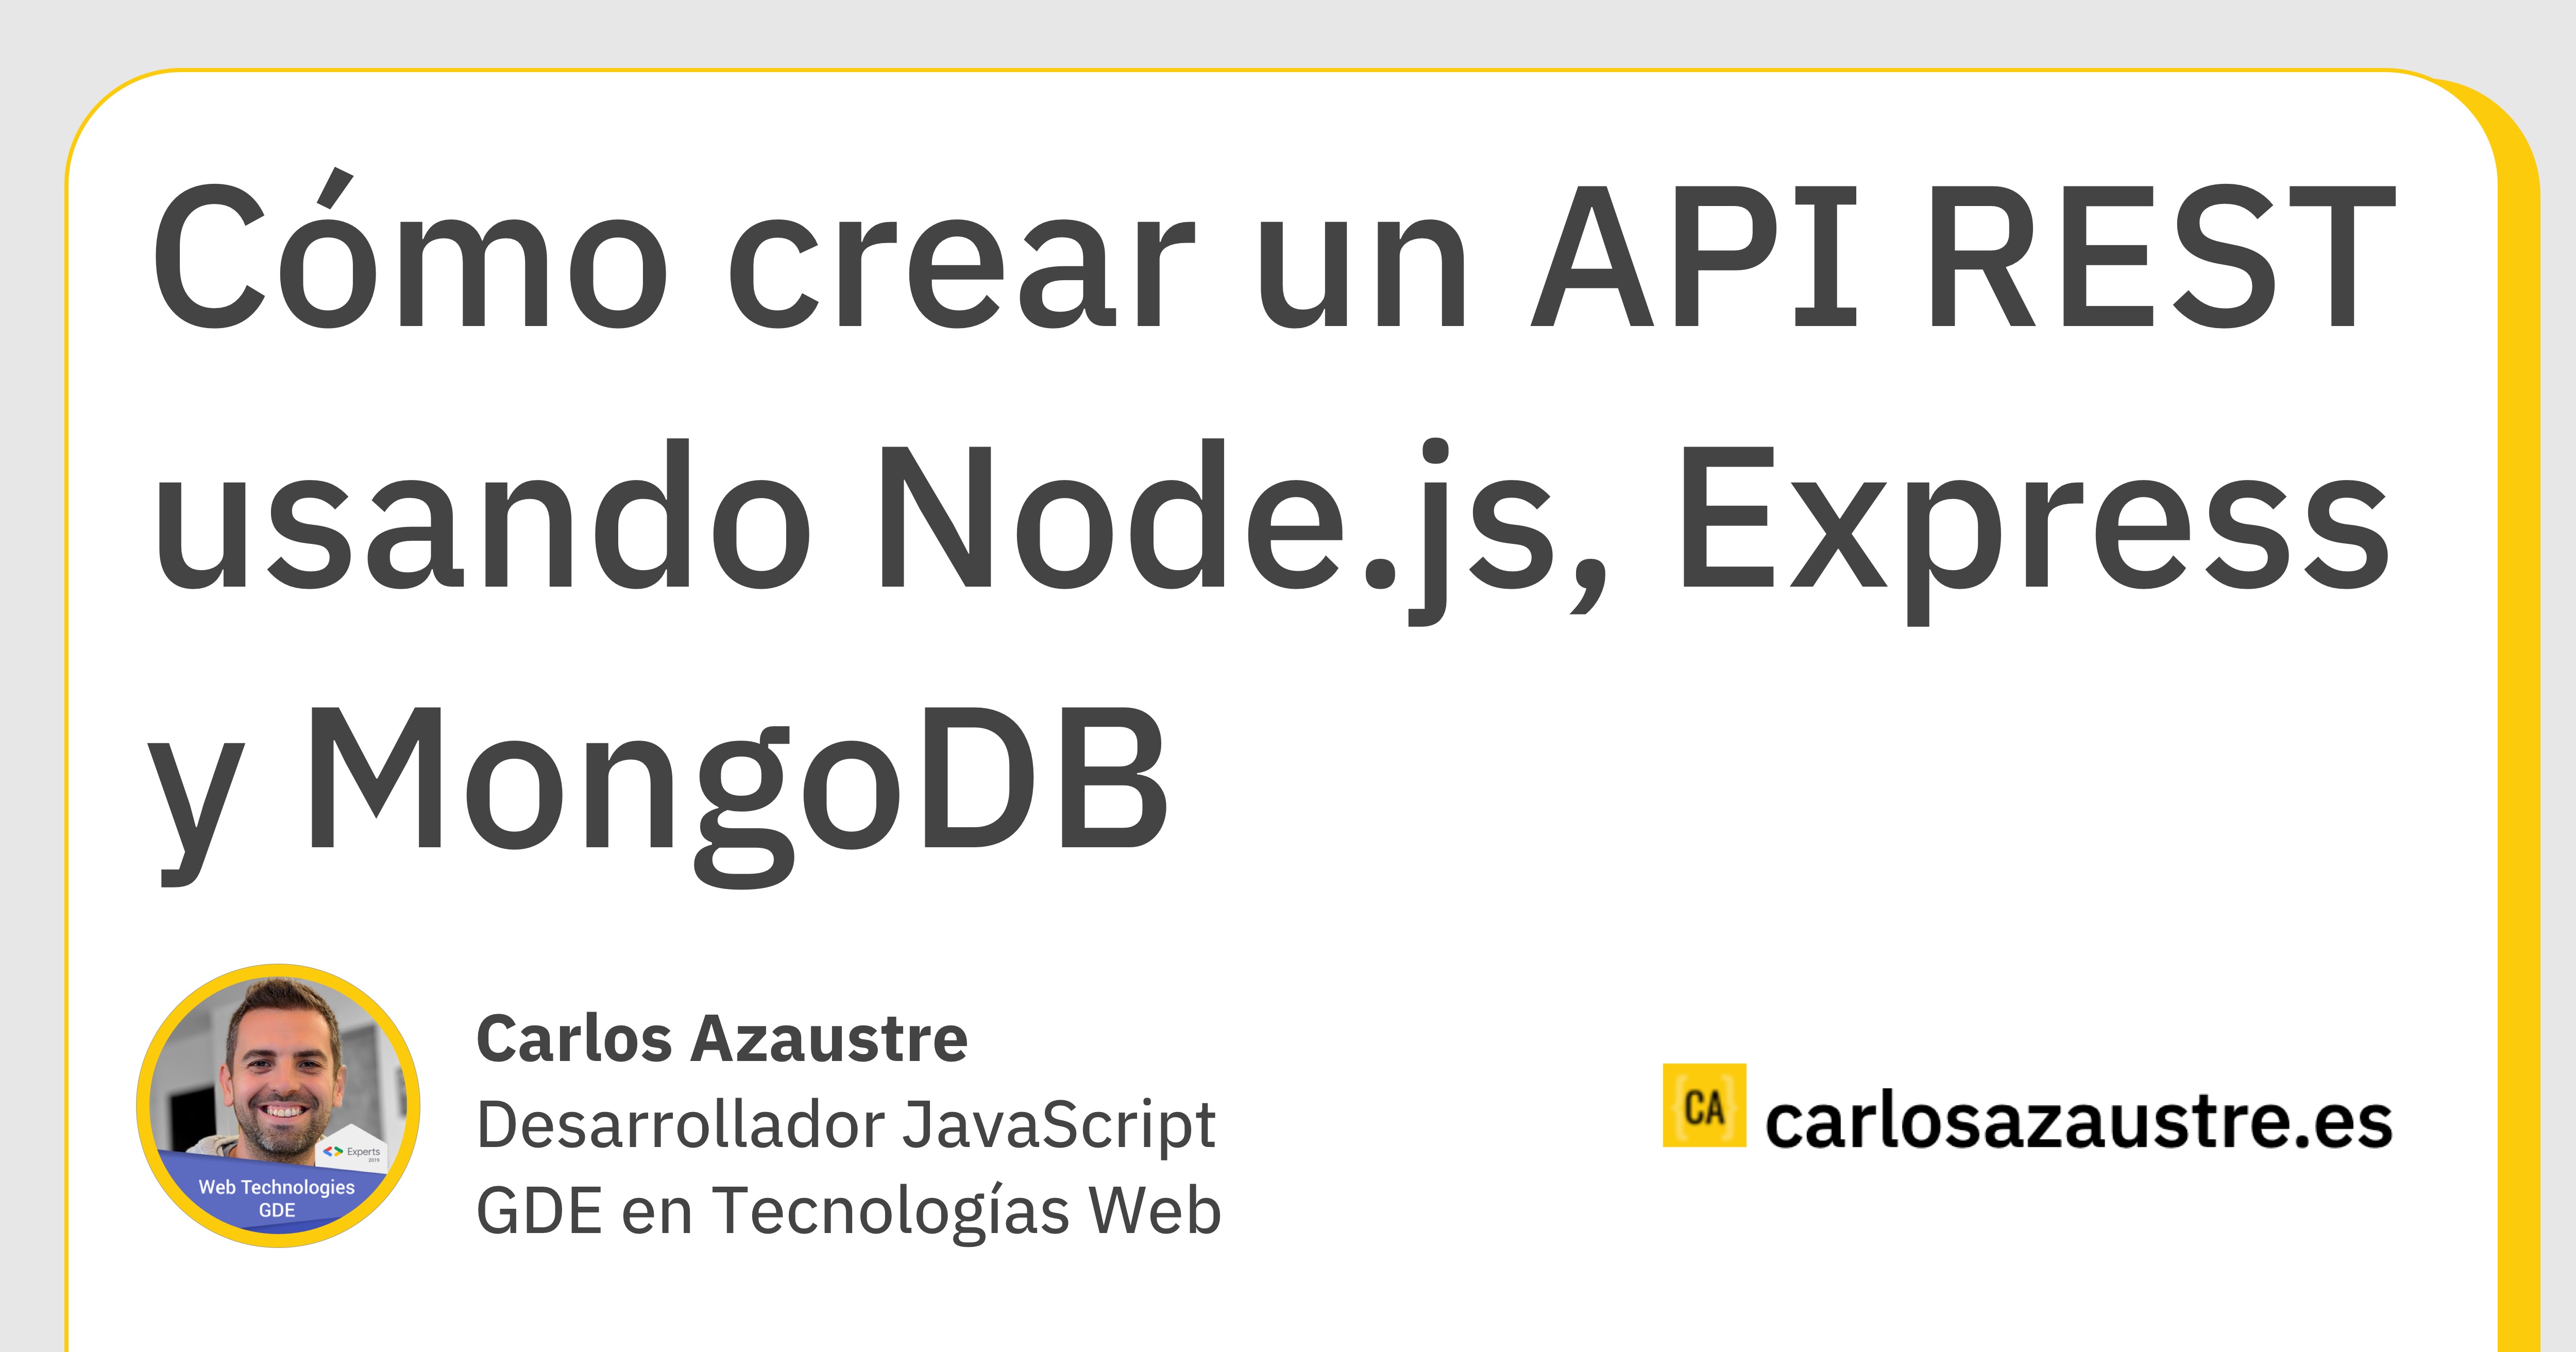 Cómo crear un API REST
usando Node.js, Express
y MongoDB
Carlos Azaustre
Desarrollador JavaScript
GDE en Tecnologías Web
Experts
2019
Web Technologies
GDE
{CA}
carlosazaustre.es